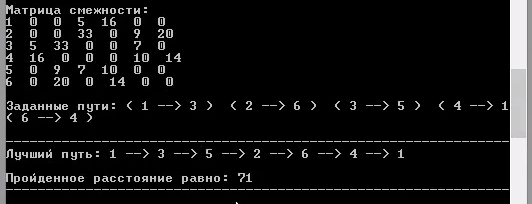 Матрица смежности:
1 0 0 5 16 0 0
2 0 0 33 0 9 20
3 5 33 0 0 7 0
4 16 0 0 0 10 14
5 0 9 7 10 0 0
6 0 20 0 14 0 0
Заданные пути: ( 1 --> 3 ) ( 2 --> 6 ) ( 3 --> 5 ) ( 4 --> 1
( 6 --> 4 )
Лучший путь: 1 --> 3 --> 5 --> 2 --> 6 --> 4 --> 1
Пройденное расстояние равно: 71